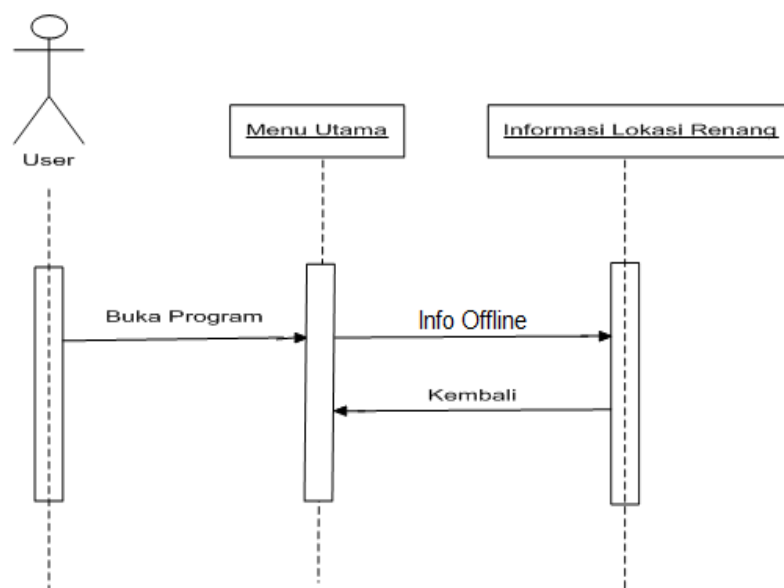 User
Menu Utama
Informasi Lokasi Renang
Buka Program
Info Offline
Kembali